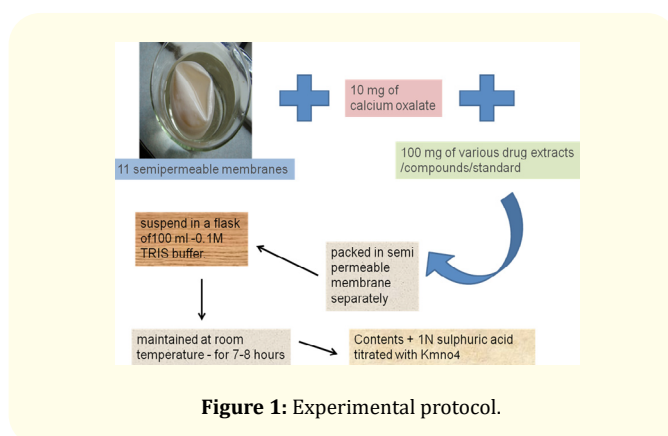 11 semipermeable membranes
10 mg of
calcium oxalate
100 mg of various drug extracts
/compounds/standard
packed in semi
permeable
membrane
separately
suspend in a flask
of100 ml -0.1M
TRIS buffer
maintained at room
temperature - for 7-8 hours
Contents + 1N sulphuric acid
titrated with Kmno4
Figure 1: Experimental protocol.